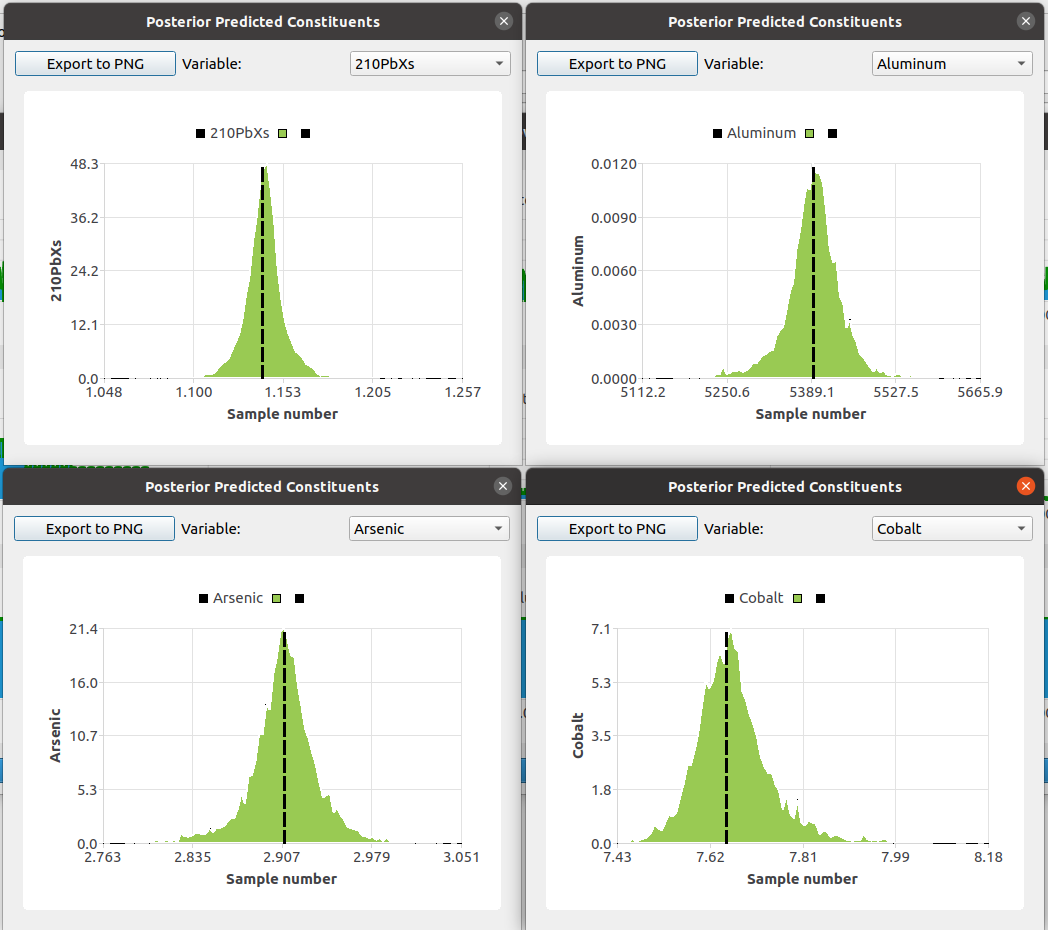 Posterior Predicted Constituents
Export to PNG Variable: 210PbXs
210PbXs
48.3
36.2
24.2
12.1
0.0
210PbXs
1.048 1.100 1.153 1.205 1.257
Sample number
Posterior Predicted Constituents
Export to PNG Variable: Aluminum
Aluminum
0.0120
0.0090
0.0060
0.0030
0.0000
Aluminum
5112.2 5250.6 5389.1 5527.5 5665.9
Sample number
Posterior Predicted Constituents
Export to PNG Variable: Arsenic
Arsenic
21.4
16.0
10.7
5.3
0.0
Arsenic
2.763 2.835 2.907 2.979 3.051
Sample number
Posterior Predicted Constituents
Export to PNG Variable: Cobalt
Cobalt
7.1
5.3
3.5
1.8
0.0
Cobalt
7.43 7.62 7.81 7.99 8.18
Sample number